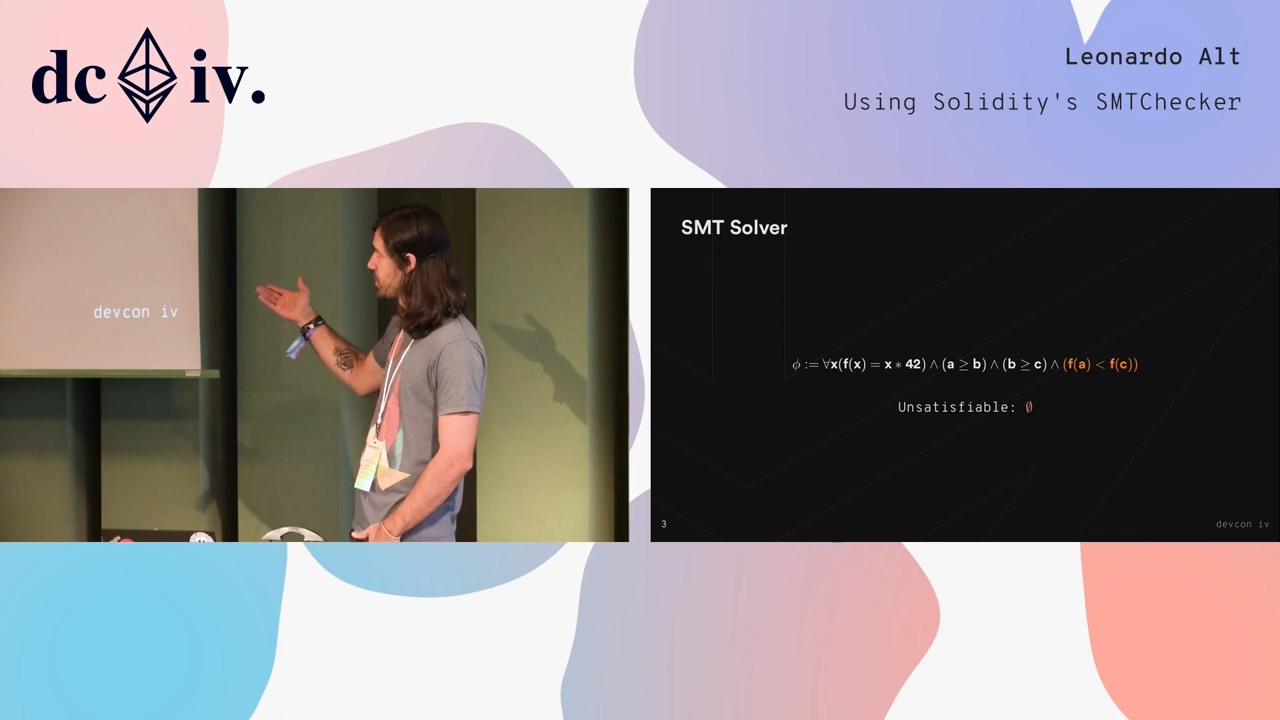 dc iv.
Leonardo Alt
Using Solidity's SMTChecker
devcon iv
SMT Solver
ϕ := ∀x(f(x) = x ∗ 42) ∧ (a ≥ b) ∧ (b ≥ c) ∧ (f(a) < f(c))
Unsatisfiable: ∅
3
devcon iv